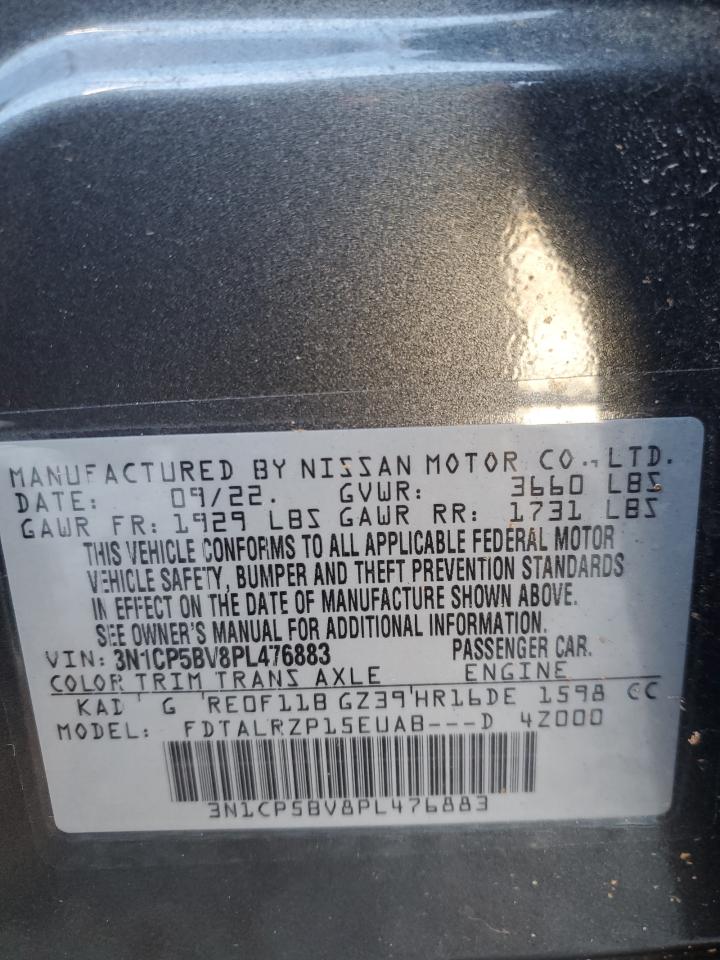 MANUFACTURED BY NISSAN MOTOR CO., LTD.
DATE: 09/22. GVWR: 3660 LBS
GAWR FR: 1929 LBS GAWR RR: 1731 LBS
THIS VEHICLE CONFORMS TO ALL APPLICABLE FEDERAL MOTOR
VEHICLE SAFETY, BUMPER AND THEFT PREVENTION STANDARDS
IN EFFECT ON THE DATE OF MANUFACTURE SHOWN ABOVE.
SEE OWNER'S MANUAL FOR ADDITIONAL INFORMATION.
VIN: 3N1CP5BV8PL476883 PASSENGER CAR.
COLOR TRIM TRANS AXLE ENGINE
KAD G RE0F11B GZ39 HR16DE 1598 CC
MODEL: FDTALRZP15EUAB---D 4Z000
3N1CP5BV8PL476883